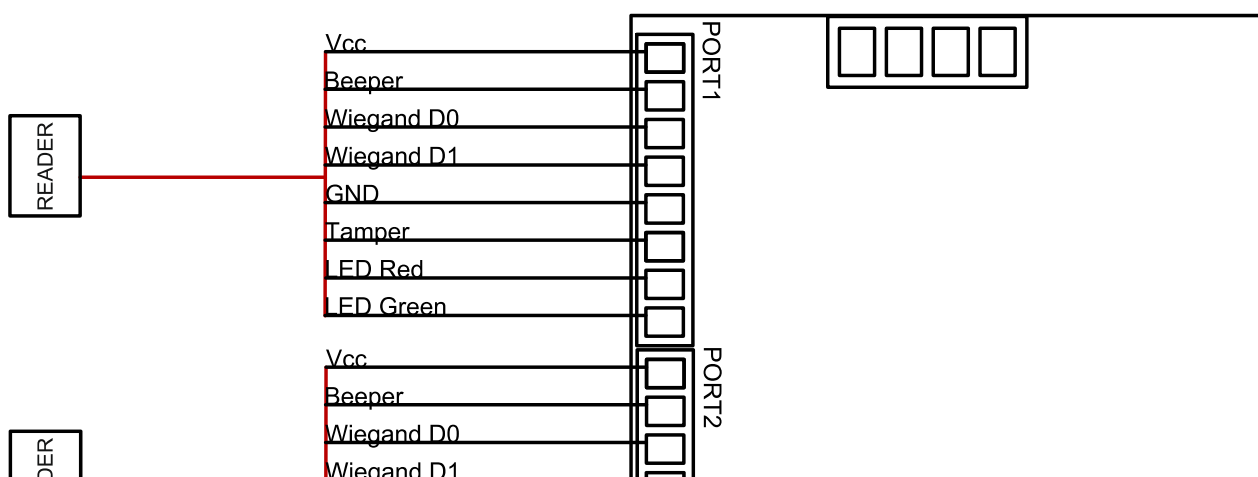 READER
Vcc
Beeper
Wiegand D0
Wiegand D1
GND
Tamper
LED Red
LED Green
PORT1
Vcc
Beeper
Wiegand D0
Wiegand D1
PORT2
DER